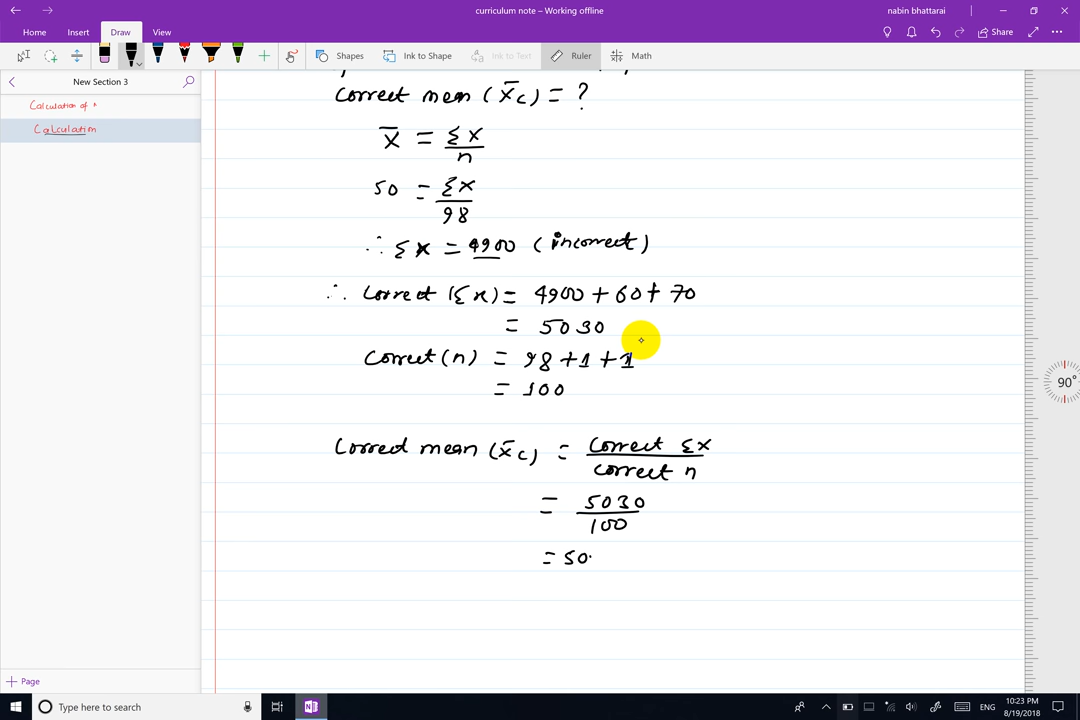 curriculum note – Working offline
nabin bhattarai
Home Insert Draw View
Share
Shapes Ink to Shape Ink to Text Ruler Math
New Section 3
Calculation of
Calculation
Correct men (X̄c) = ?
X̄ = Σx/n
50 = Σx/98
∴ Σx = 4900 (incorrect)
∴ Correct (Σx) = 4900 + 60 + 70
= 5030
Correct (n) = 98 + 1 + 1
= 100
Correct mean (X̄c) = Correct Σx/correct n
= 5030/100
= 50.
90°
+ Page
Type here to search
ENG
10:23 PM
8/19/2018